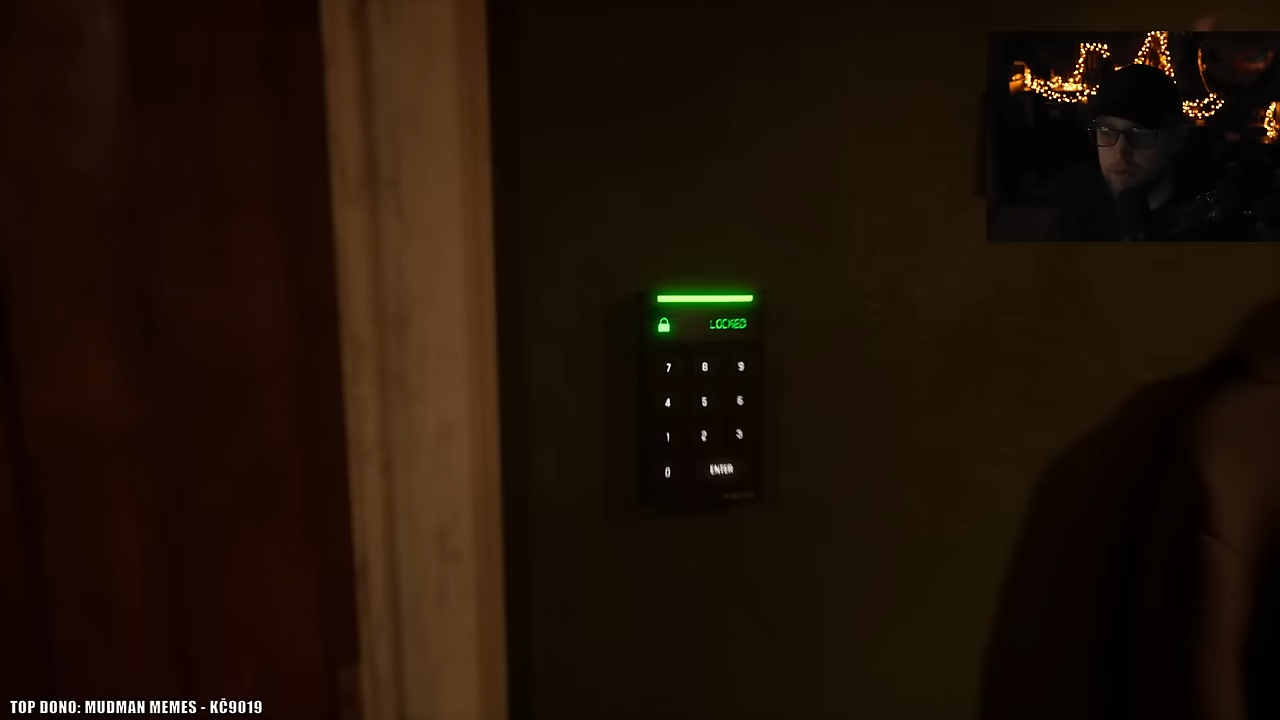 LOCKED
7 8 9
4 5 6
1 2 3
0 ENTER
TOP DONO: MUDMAN MEMES - KČ9019